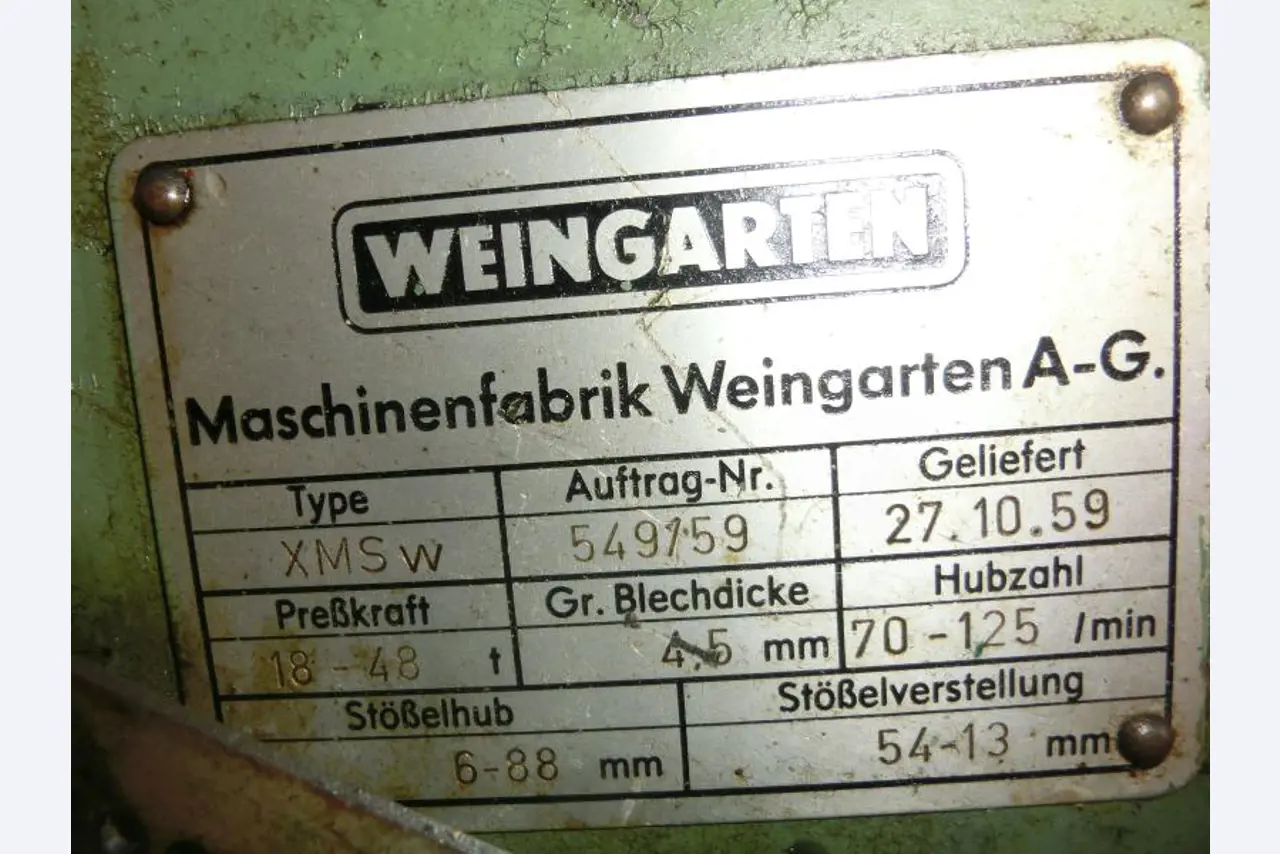 WEINGARTEN
Maschinenfabrik Weingarten A-G.
Type Auftrag-Nr. Geliefert
XMSw 549159 27.10.59
Preßkraft Gr. Blechdicke Hubzahl
18-48 t 4,5 mm 70-125 /min
Stößelhub Stößelverstellung
6-88 mm 54-13 mm